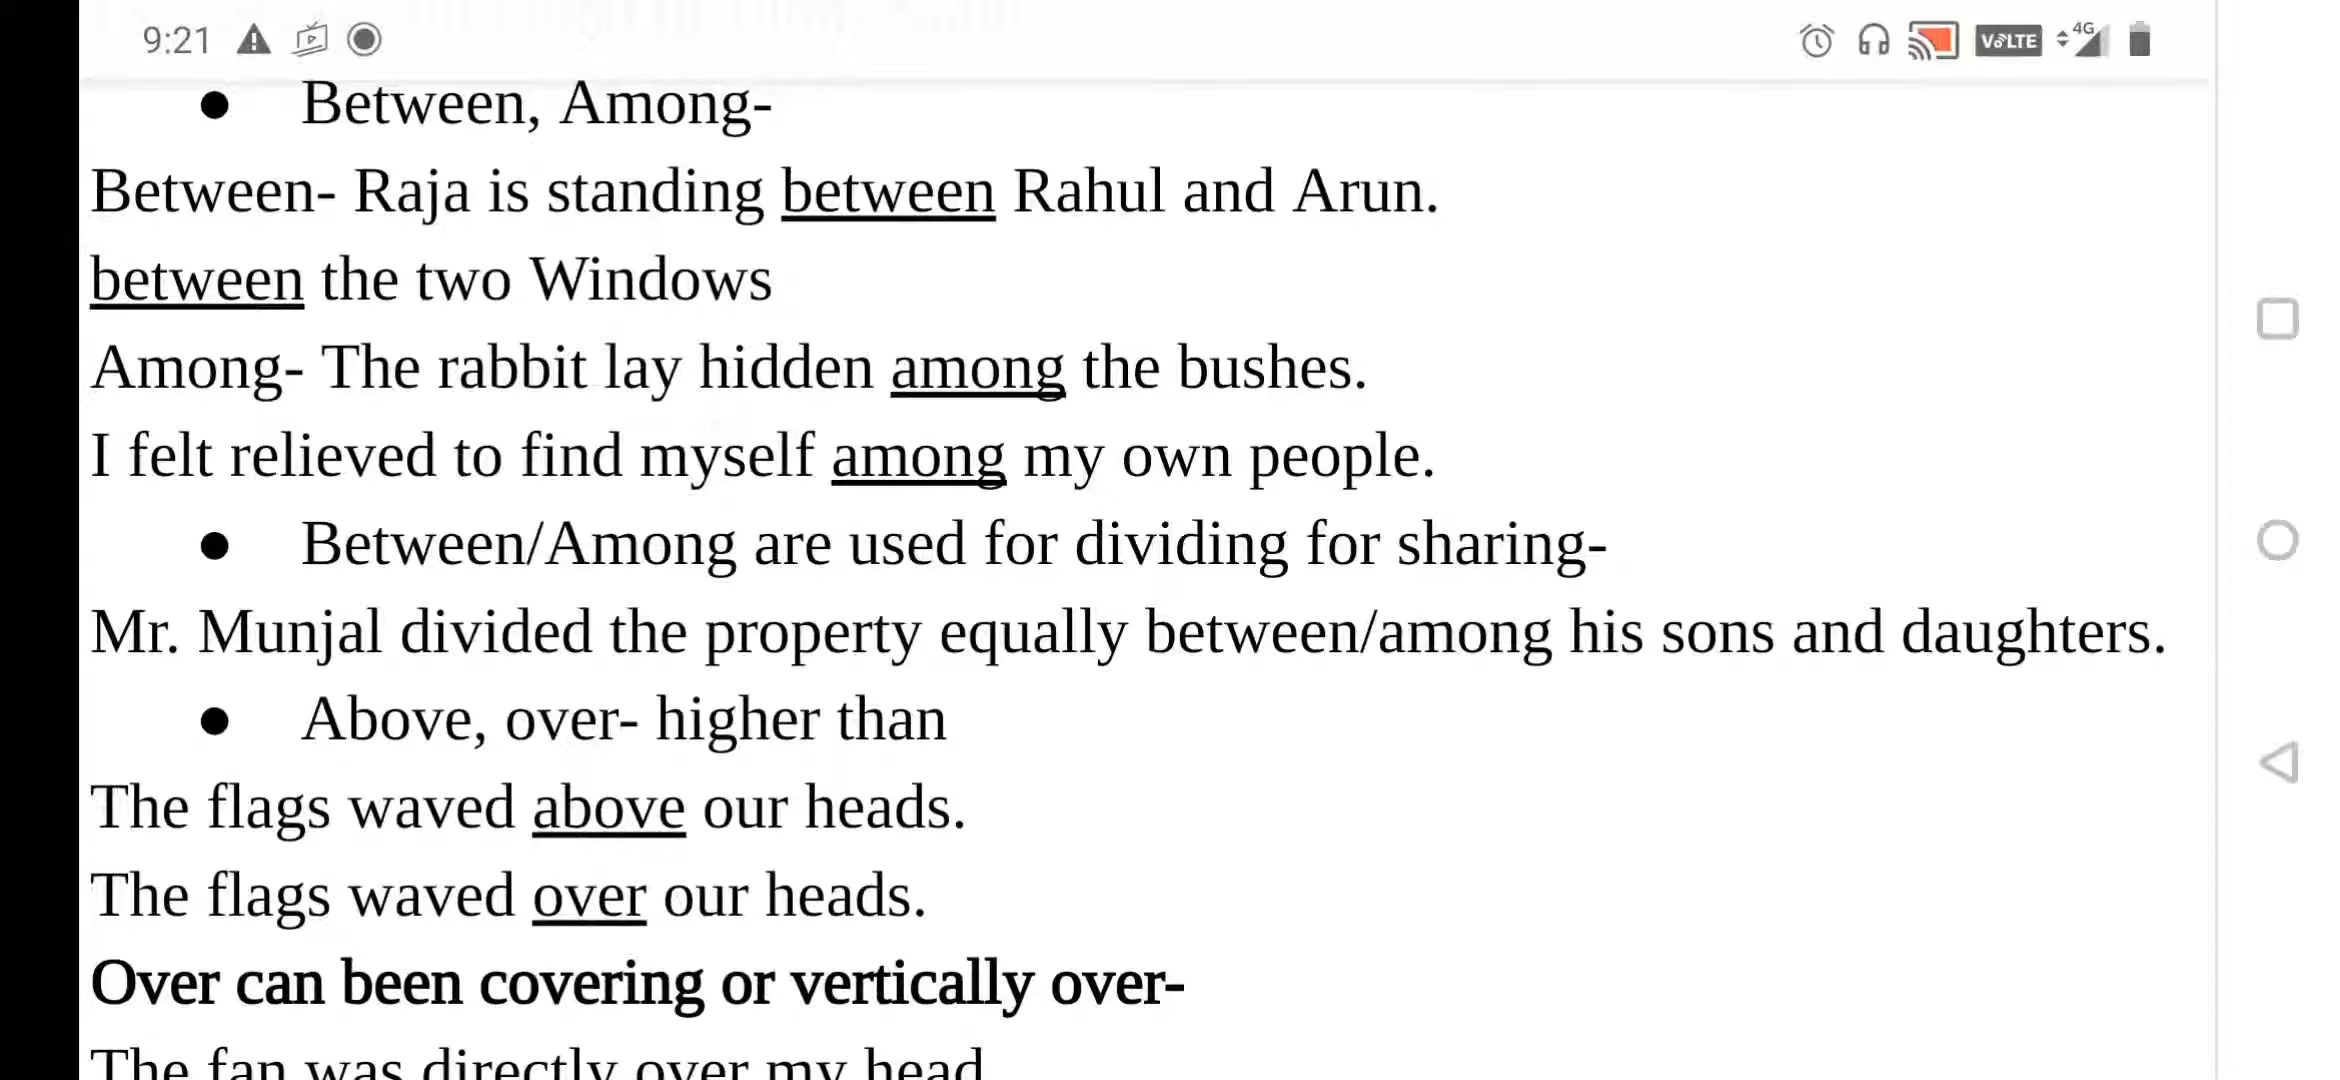 9:21
VoLTE 4G
Between, Among-
Between- Raja is standing between Rahul and Arun.
between the two Windows
Among- The rabbit lay hidden among the bushes.
I felt relieved to find myself among my own people.
Between/Among are used for dividing for sharing-
Mr. Munjal divided the property equally between/among his sons and daughters.
Above, over- higher than
The flags waved above our heads.
The flags waved over our heads.
Over can been covering or vertically over-
The fan was directly over my head